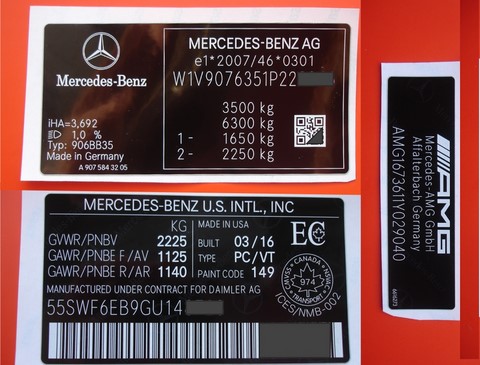 Mercedes-Benz
MERCEDES-BENZ AG
e1*2007/46*0301
W1V9076351P22
3500 kg
6300 kg
1- 1650 kg
2- 2250 kg
iHA=3,692
1,0 %
Typ: 906BB35
Made in Germany
A 907 584 32 05
MERCEDES-BENZ U.S. INTL., INC
KG
GVWR/PNBV 2225
GAWR/PNBE F/AV 1125
GAWR/PNBE R/AR 1140
MADE IN USA
BUILT 03/16
TYPE PC/VT
PAINT CODE 149
EC
MANUFACTURED UNDER CONTRACT FOR DAIMLER AG
55SWF6EB9GU14
CANADA
NSVAC
974
TRANSPORT
SVAMC
ICES/NMB-002
AMG
Mercedes-AMG GmbH
Affalterbach Germany
AMG1673611V029040